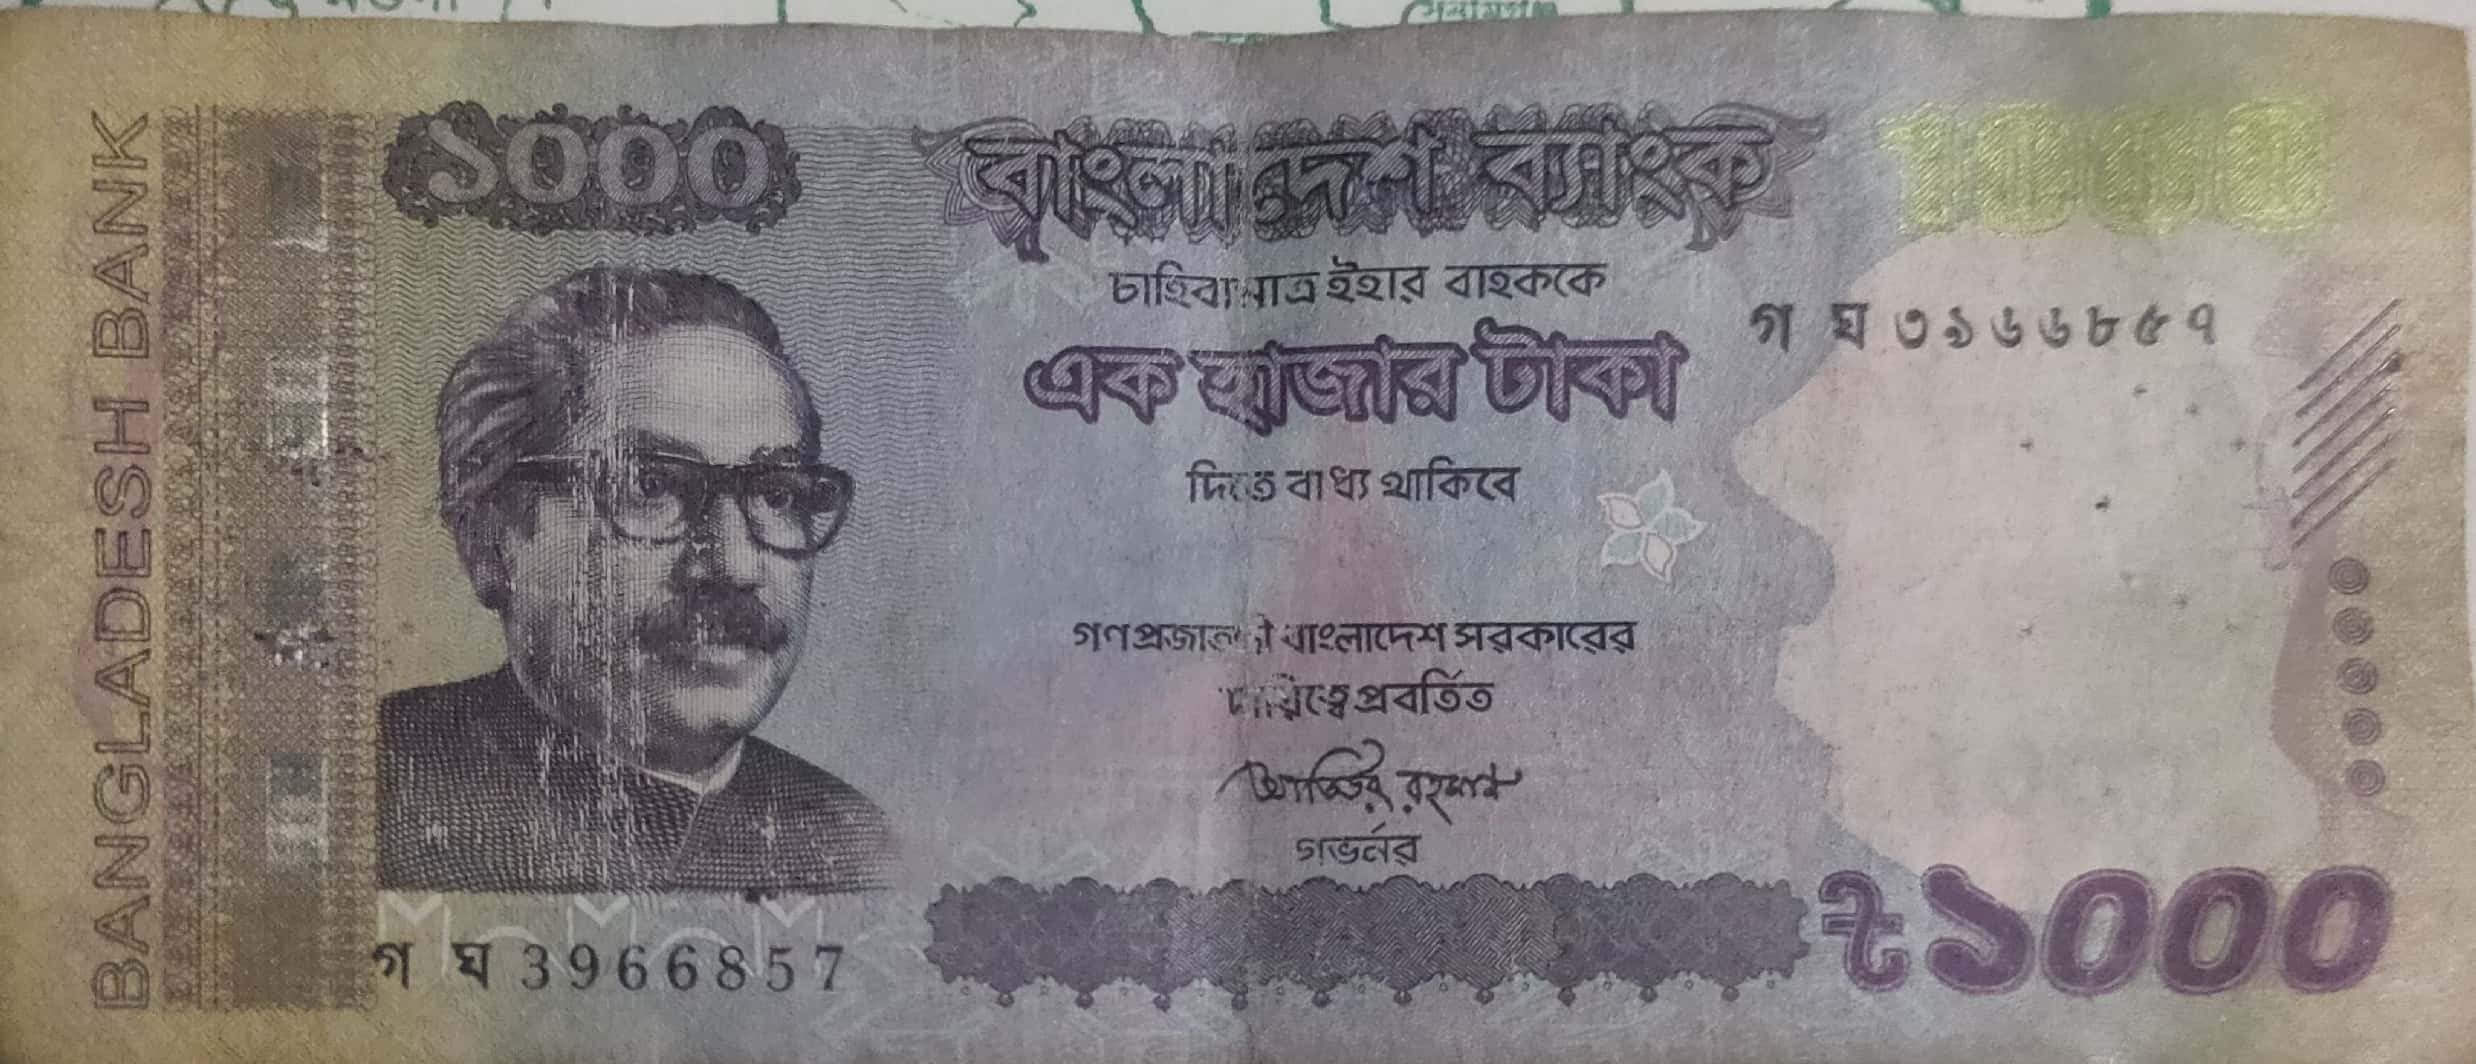 BANGLADESH BANK
১০০০
বাংলাদেশ ব্যাংক
1000
চাহিবামাত্র ইহার বাহককে
গ ঘ ৩৯৬৬৮৫৭
এক হাজার টাকা
দিতে বাধ্য থাকিবে
গণপ্রজাতন্ত্রী বাংলাদেশ সরকারের
দায়িত্বে প্রবর্তিত
আতিউর রহমান
গভর্নর
গ ঘ 3966857
৳১০০০